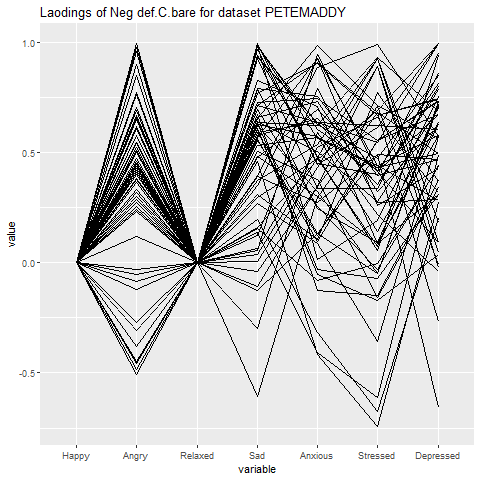 Laodings of Neg def.C.bare for dataset PETEMADDY
1.0
0.5
0.0
-0.5
value
Happy Angry Relaxed Sad Anxious Stressed Depressed
variable